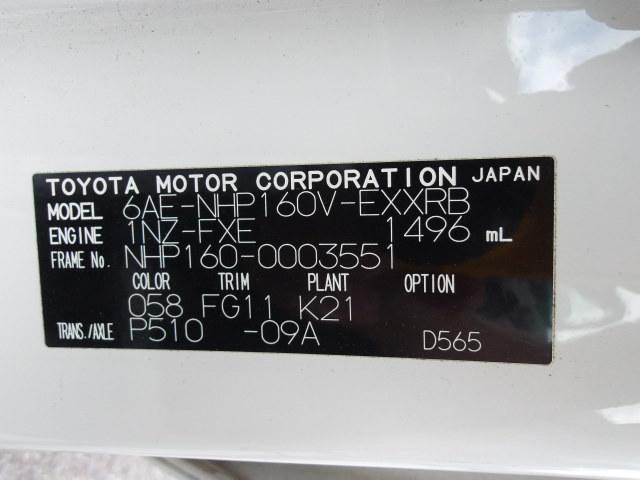 TOYOTA MOTOR CORPORATION JAPAN
MODEL 6AE-NHP160V-EXXRB
ENGINE 1NZ-FXE 1496 mL
FRAME No. NHP160-0003551
COLOR TRIM PLANT OPTION
058 FG11 K21
TRANS./AXLE P510 -09A D565